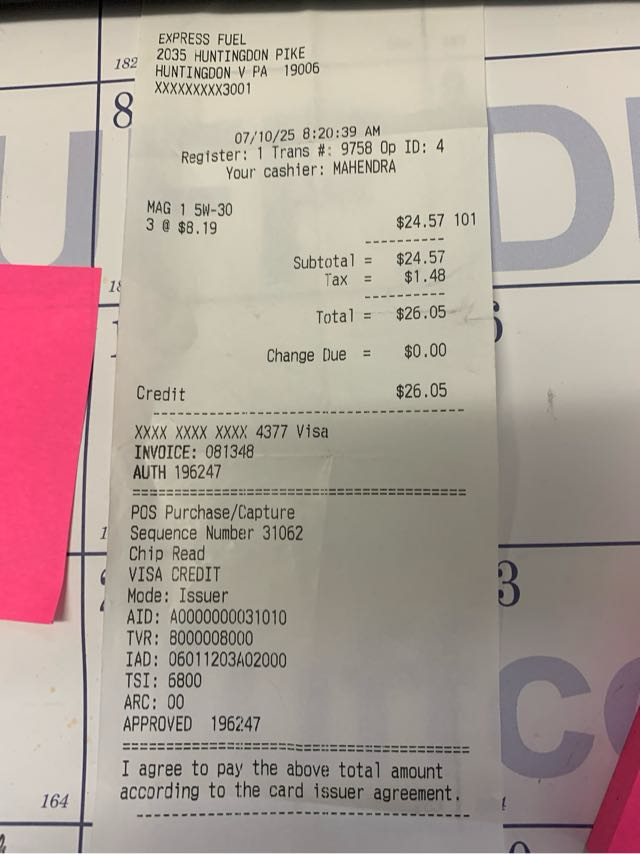 EXPRESS FUEL
2035 HUNTINGDON PIKE
HUNTINGDON V PA 19006
XXXXXXXXX3001
07/10/25 8:20:39 AM
Register: 1 Trans #: 9758 Op ID: 4
Your cashier: MAHENDRA
MAG 1 5W-30
3 @ $8.19 $24.57 101
----------
Subtotal = $24.57
Tax = $1.48
----------
Total = $26.05
Change Due = $0.00
Credit $26.05
----------------------------------------
XXXX XXXX XXXX 4377 Visa
INVOICE: 081348
AUTH 196247
========================================
POS Purchase/Capture
Sequence Number 31062
Chip Read
VISA CREDIT
Mode: Issuer
AID: A0000000031010
TVR: 8000008000
IAD: 06011203A02000
TSI: 6800
ARC: 00
APPROVED 196247
========================================
I agree to pay the above total amount
according to the card issuer agreement.
----------------------------------------
182
8
3
164